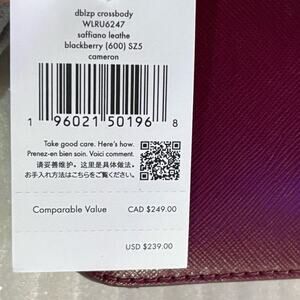 dblzp crossbody
WLRU6247
saffiano leathe
blackberry (600) SZ5
cameron
1 96021 50196 8
Take good care. Here's how.
Prenez-en bien soin. Voici comment.
请妥善维护。这里是具体做法。
お手入れ方法はこちらをご覧ください。
Comparable Value CAD $249.00
USD $239.00